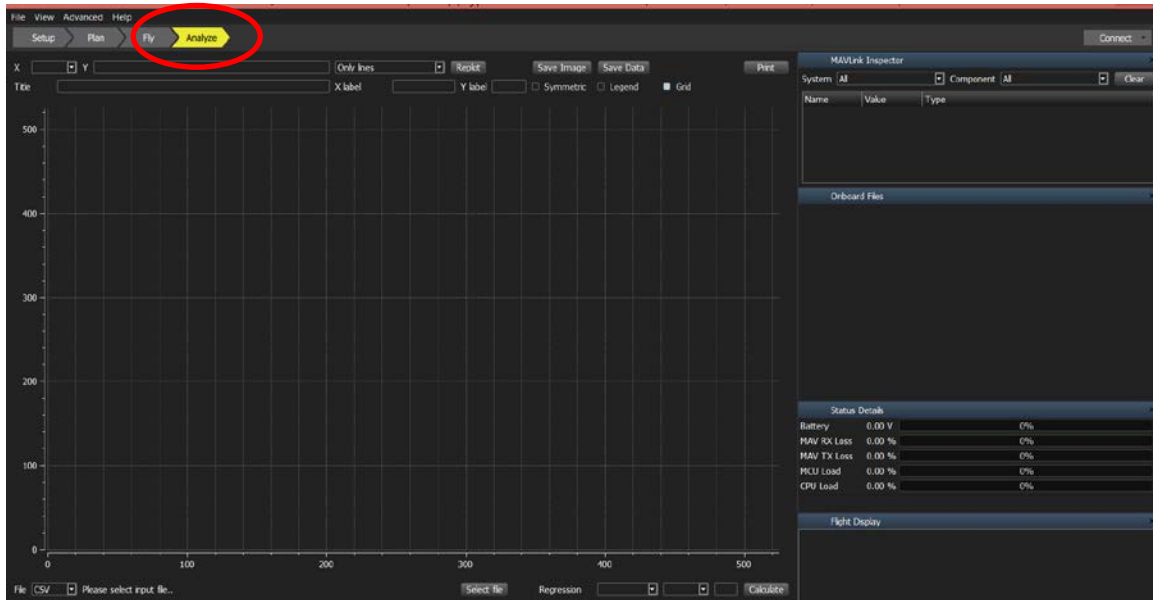 File View Advanced Help
Setup Plan Fly Analyze Connect
X Y Only lines Replot Save Image Save Data Print
Title X label Y label Symmetric Legend Grid
MAVLink Inspector
System All Component All Clear
Name Value Type
500
400
300
200
100
0
0 100 200 300 400 500
Onboard Files
Status Details
Battery 0.00 V 0%
MAV RX Loss 0.00 % 0%
MAV TX Loss 0.00 % 0%
MCU Load 0.00 % 0%
CPU Load 0.00 % 0%
Flight Display
File CSV Please select input file.. Select file Regression Calculate